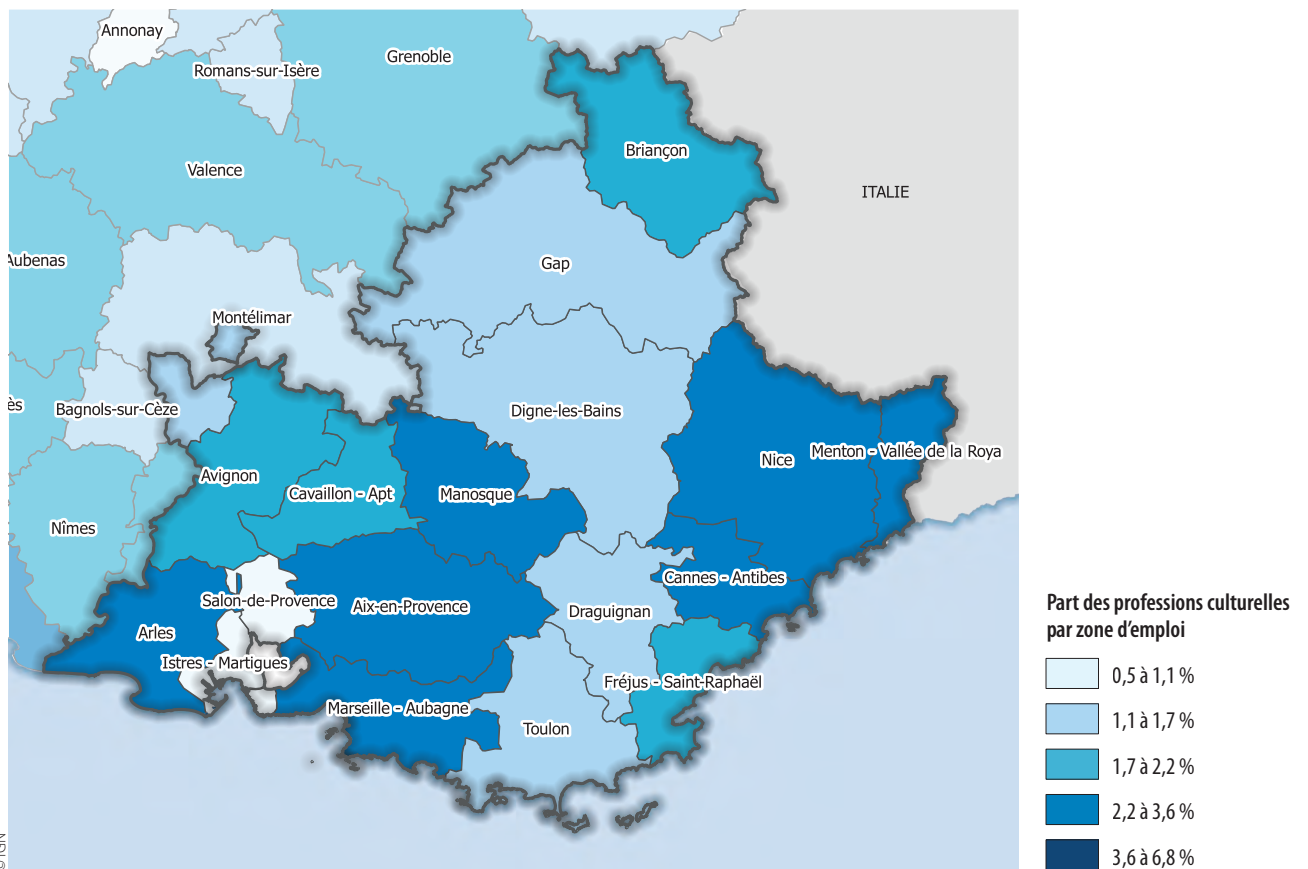 Annonay
Romans-sur-Isère
Grenoble
Briançon
Valence
ITALIE
Aubenas
Gap
Montélimar
ès
Bagnols-sur-Cèze
Digne-les-Bains
Nice
Menton - Vallée de la Roya
Avignon
Cavaillon - Apt
Manosque
Nîmes
Cannes - Antibes
Salon-de-Provence
Aix-en-Provence
Draguignan
Arles
Istres - Martigues
Fréjus - Saint-Raphaël
Marseille - Aubagne
Toulon
© IGN
Part des professions culturelles
par zone d'emploi
0,5 à 1,1 %
1,1 à 1,7 %
1,7 à 2,2 %
2,2 à 3,6 %
3,6 à 6,8 %